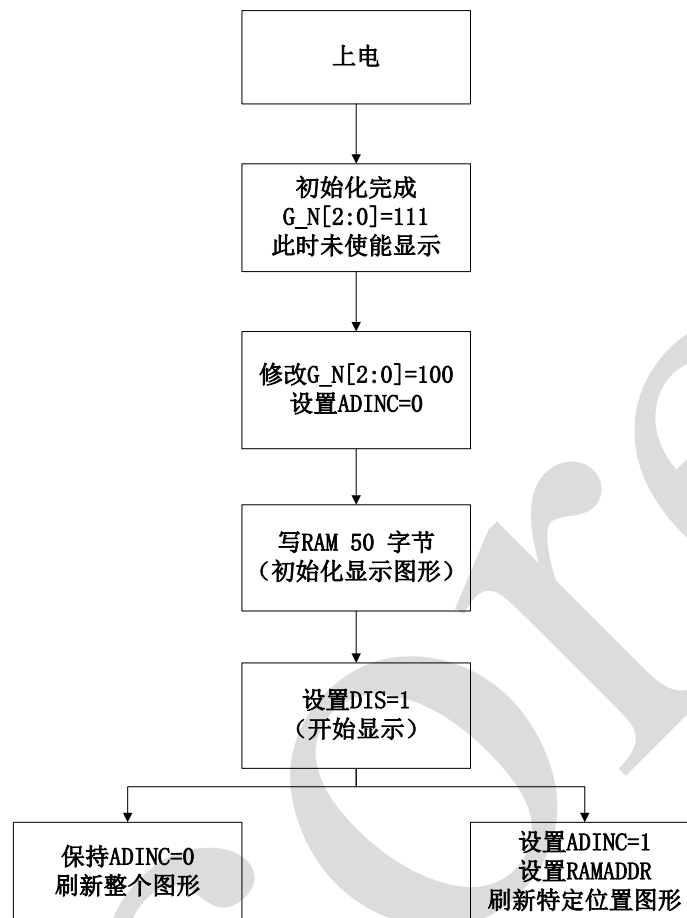 上电
初始化完成
G_N[2:0]=111
此时未使能显示
修改G_N[2:0]=100
设置ADINC=0
写RAM 50 字节
（初始化显示图形）
设置DIS=1
（开始显示）
保持ADINC=0
刷新整个图形
设置ADINC=1
设置RAMADDR
刷新特定位置图形